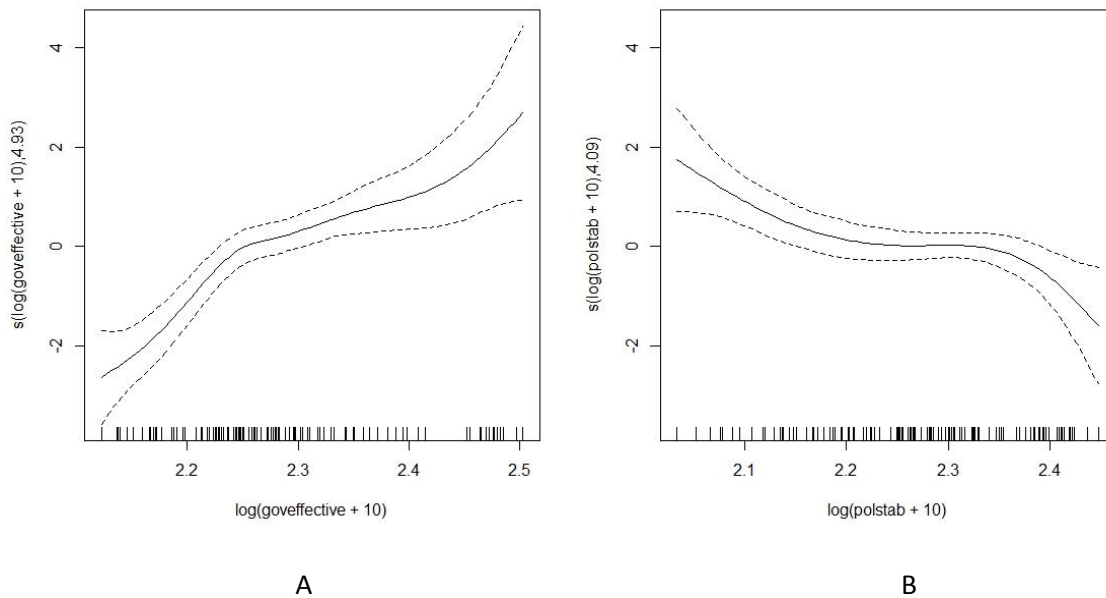 s(log(goveffective + 10),4.93)
4
2
0
-2
2.2 2.3 2.4 2.5
log(goveffective + 10)
A
s(log(polstab + 10),4.09)
4
2
0
-2
2.1 2.2 2.3 2.4
log(polstab + 10)
B